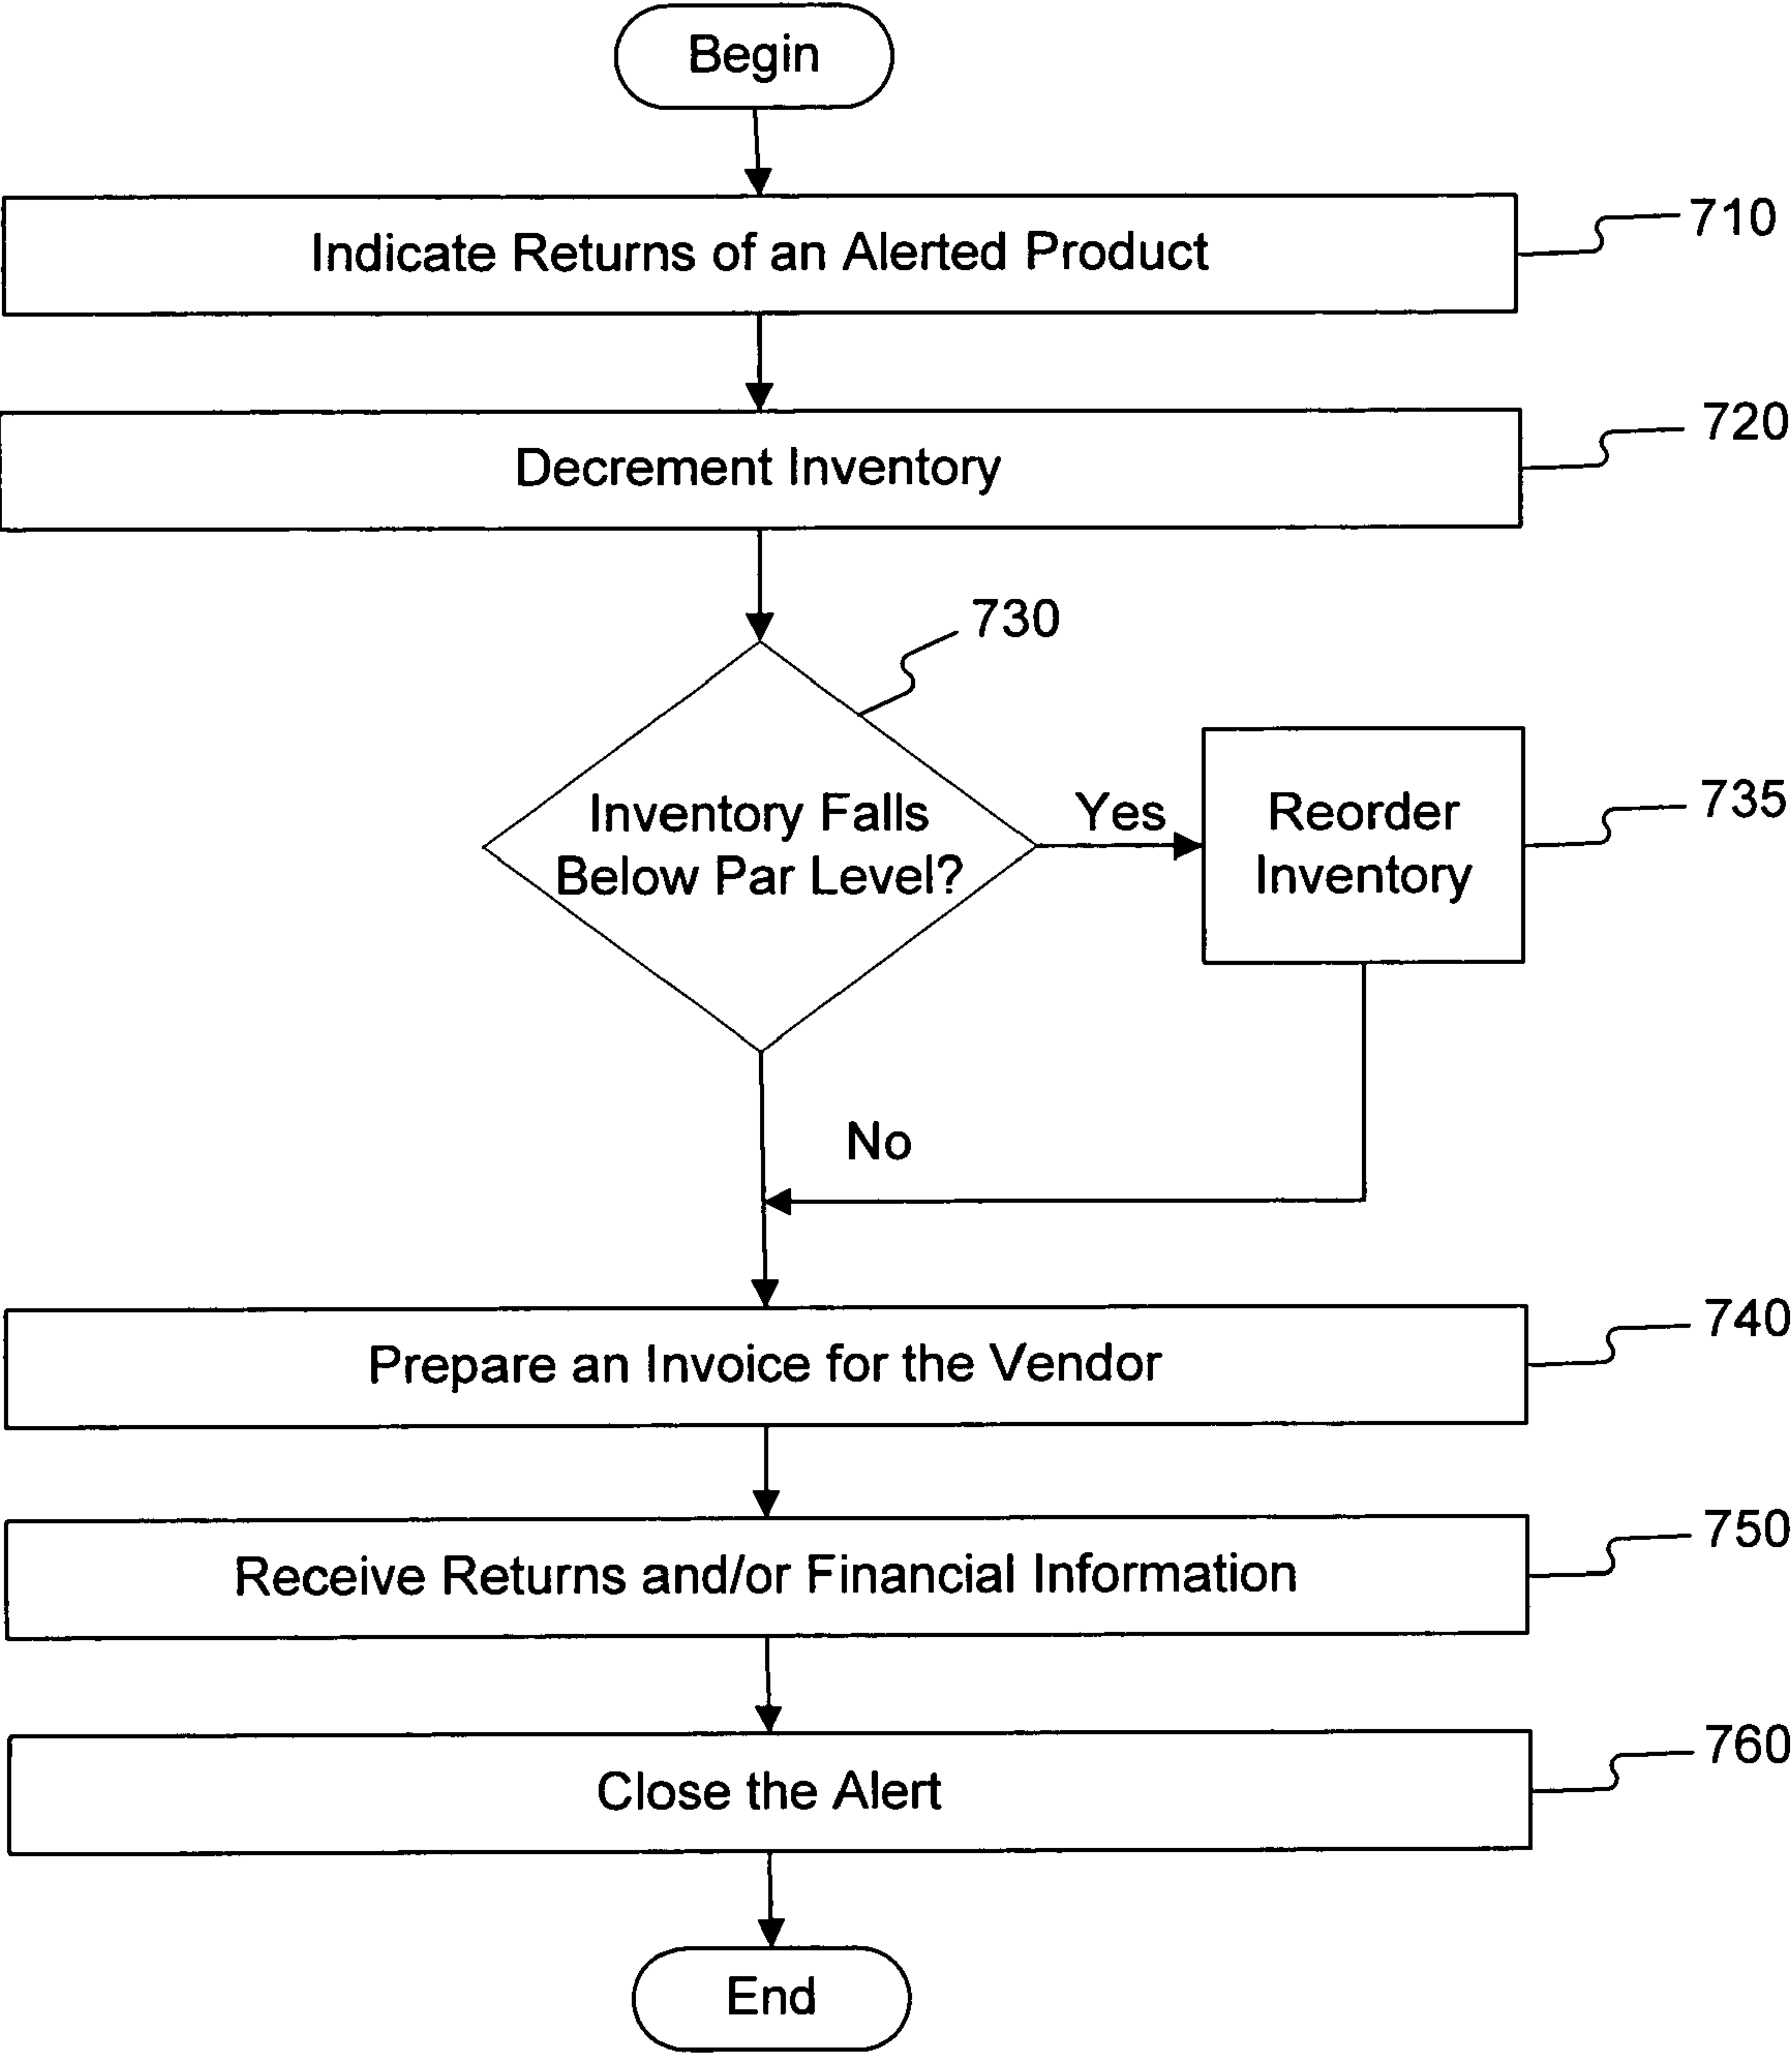 Begin
710
Indicate Returns of an Alerted Product
720
Decrement Inventory
730
Inventory Falls
Below Par Level?
Yes
Reorder
Inventory
735
No
740
Prepare an Invoice for the Vendor
750
Receive Returns and/or Financial Information
760
Close the Alert
End